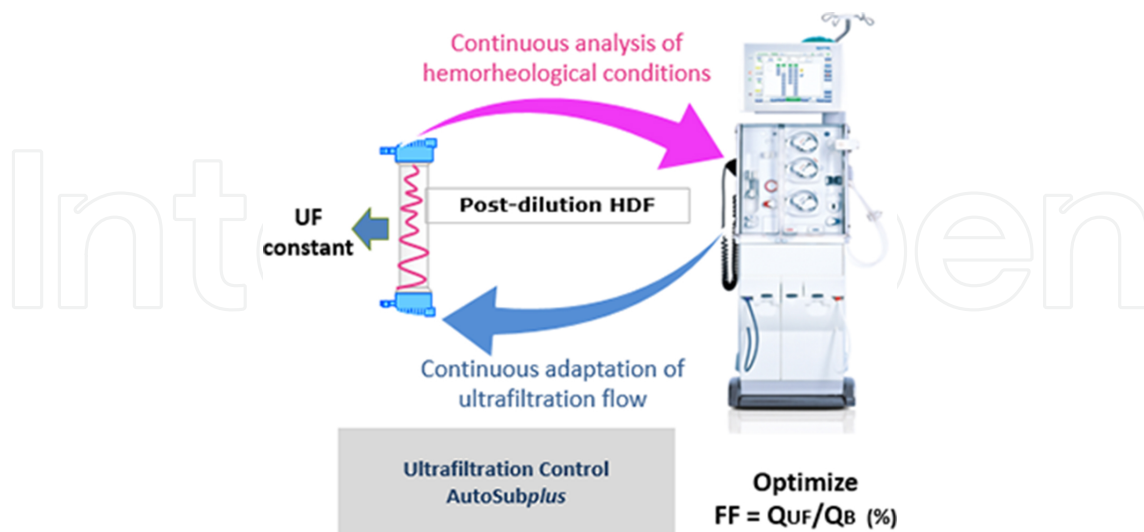 Continuous analysis of
hemorheological conditions
Post-dilution HDF
UF
constant
Continuous adaptation of
ultrafiltration flow
Ultrafiltration Control
AutoSubplus
Optimize
FF = QUF/QB (%)